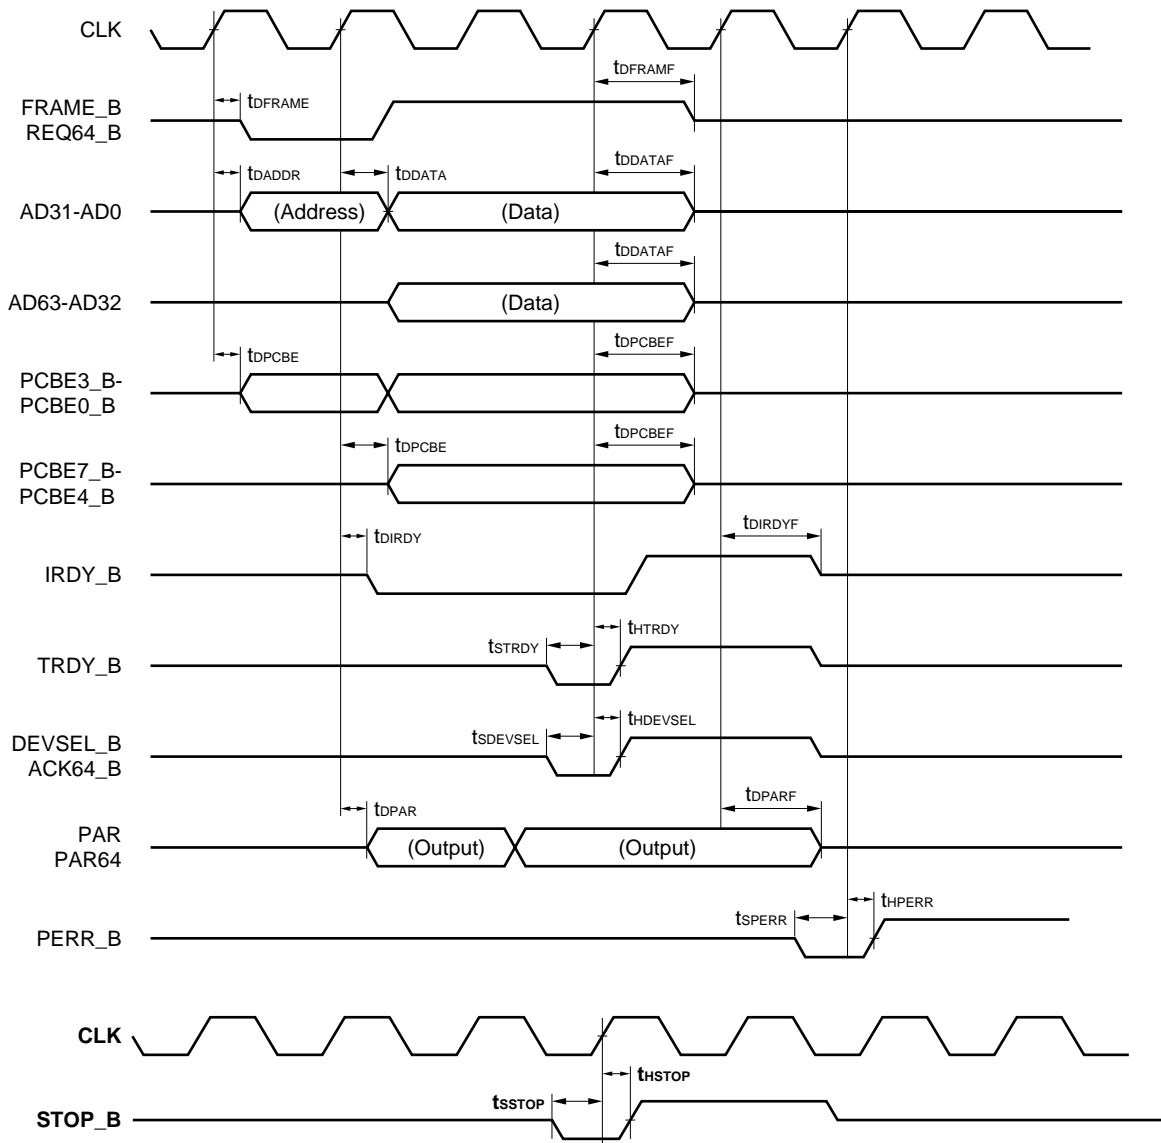 CLK
tDFRAMF
FRAME_B
REQ64_B
tDFRAME
tDADDR
tDDATA
tDDATAF
AD31-AD0
(Address)
(Data)
tDDATAF
AD63-AD32
(Data)
tDPCBE
tDPCBEF
PCBE3_B-
PCBE0_B
tDPCBE
tDPCBEF
PCBE7_B-
PCBE4_B
tDIRDY
tDIRDYF
IRDY_B
tSTRDY
tHTRDY
TRDY_B
tSDEVSEL
tHDEVSEL
DEVSEL_B
ACK64_B
tDPAR
tDPARF
PAR
PAR64
(Output)
(Output)
tSPERR
tHPERR
PERR_B
CLK
tSSTOP
tHSTOP
STOP_B